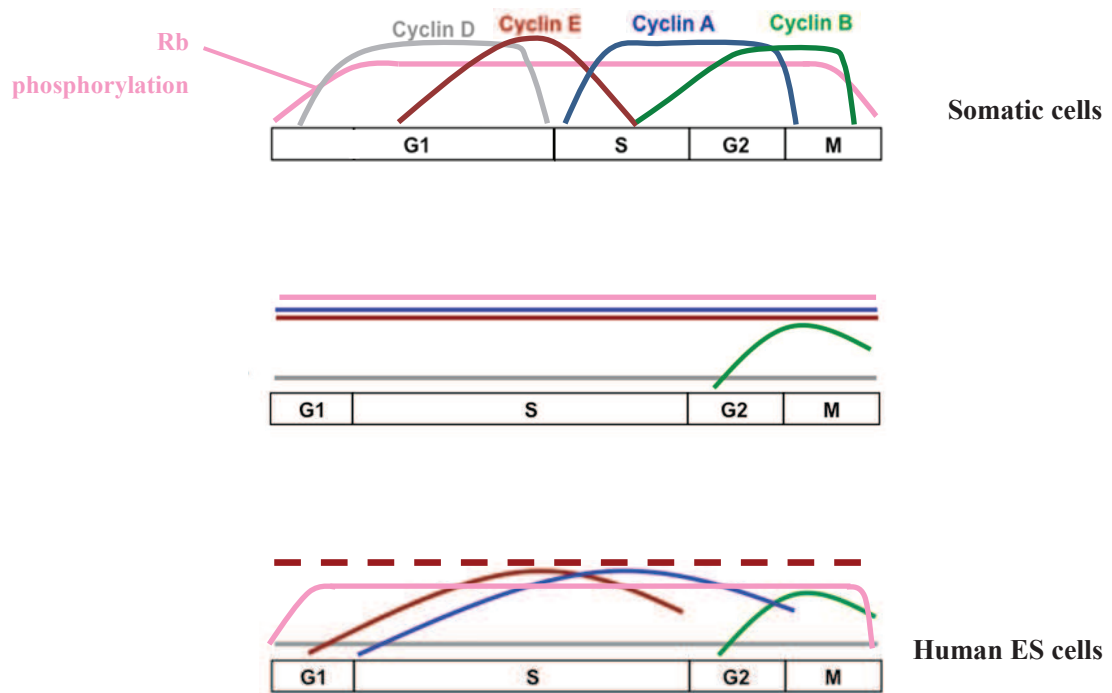 Cyclin D Cyclin E Cyclin A Cyclin B
Rb
phosphorylation
Somatic cells
G1 S G2 M
G1 S G2 M
Human ES cells
G1 S G2 M